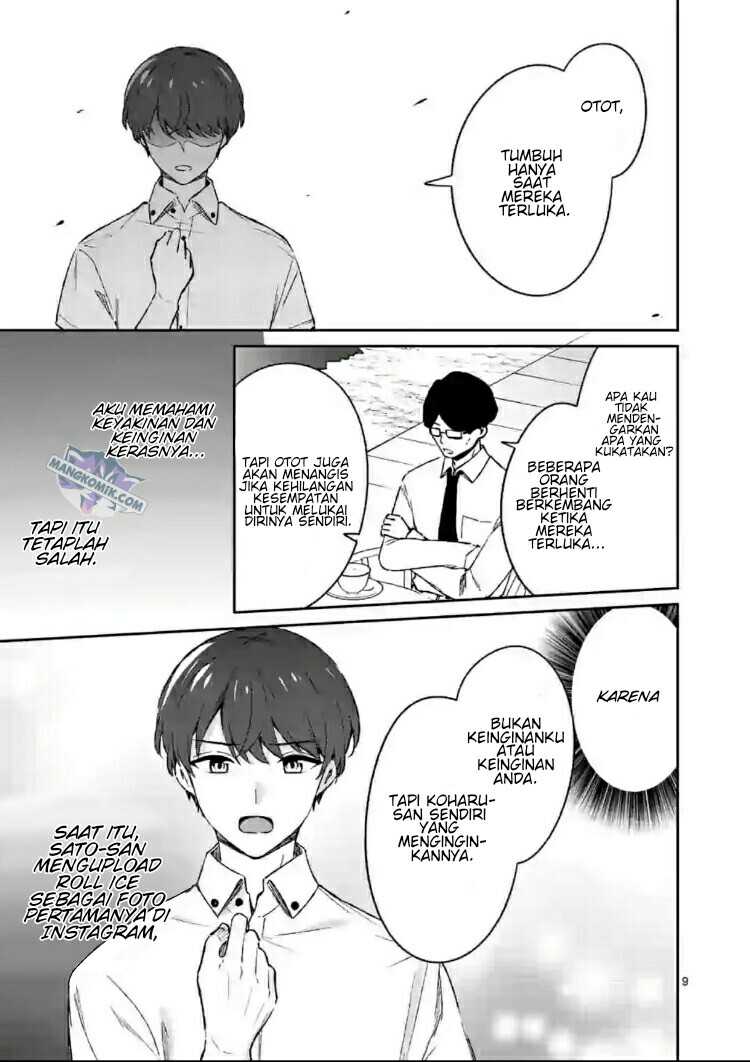 OTOT,
TUMBUH
HANYA
SAAT
MEREKA
TERLUKA.
APA KAU
TIDAK
MENDEN-
GARKAN
APA YANG
KUKATAKAN?
BEBERAPA
ORANG
BERHENTI
BERKEMBANG
KETIKA
MEREKA
TERLUKA...
TAPI OTOT JUGA
AKAN MENANGIS
JIKA KEHILANGAN
KESEMPATAN
UNTUK MELUKAI
DIRINYA SENDIRI.
AKU MEMAHAMI
KEYAKINAN DAN
KEINGINAN
KERASNYA...
MANGKOMIK.COM
TAPI ITU
TETAPLAH
SALAH.
KARENA
BUKAN
KEINGINANKU
ATAU
KEINGINAN
ANDA.
TAPI KOHARU-
SAN SENDIRI
YANG
MENGINGIN-
KANNYA.
SAAT ITU,
SATO-SAN
MENGUPLOAD
ROLL ICE
SEBAGAI FOTO
PERTAMANYA DI
INSTAGRAM,
9